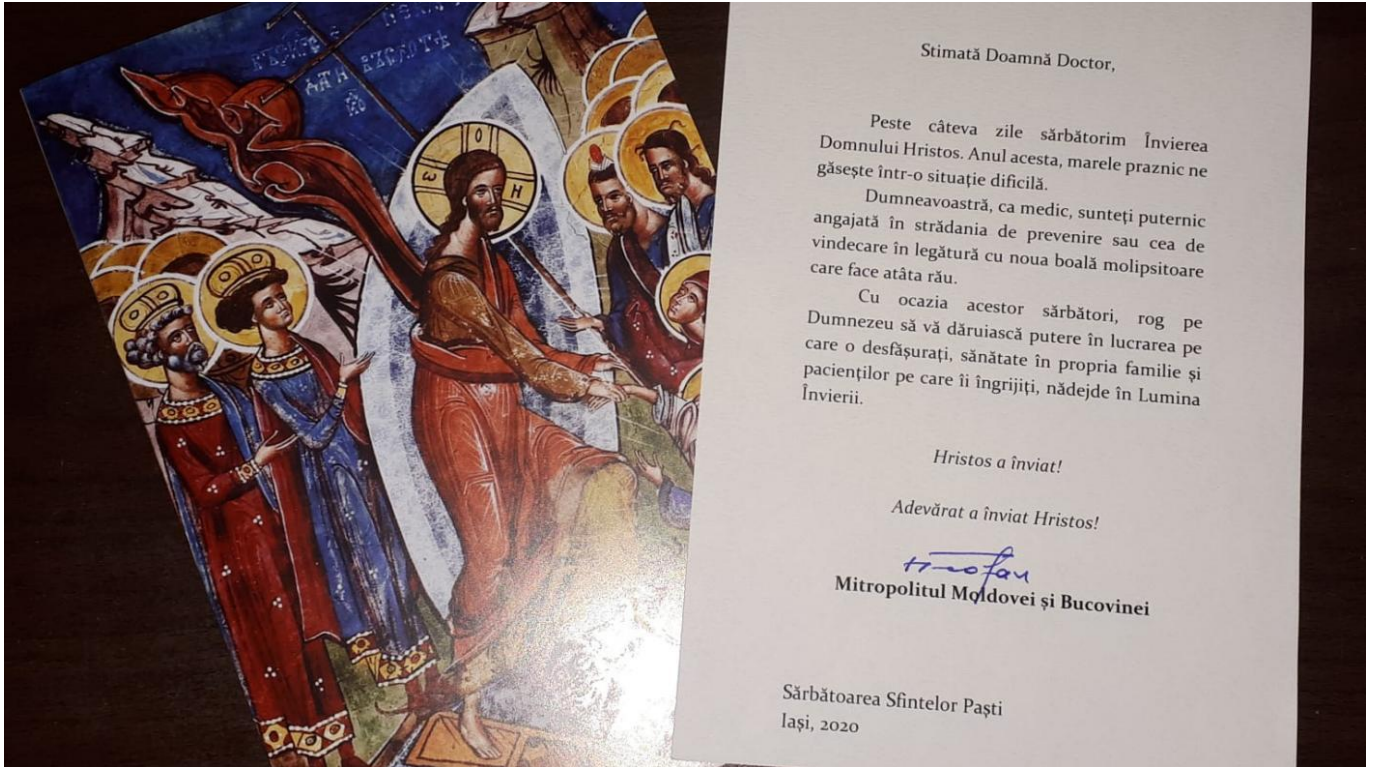 ω Ο Η
Stimată Doamnă Doctor,
Peste câteva zile sărbătorim Învierea
Domnului Hristos. Anul acesta, marele praznic ne
găsește într-o situație dificilă.
Dumneavoastră, ca medic, sunteți puternic
angajată în strădania de prevenire sau cea de
vindecare în legătură cu noua boală molipsitoare
care face atâta rău.
Cu ocazia acestor sărbători, rog pe
Dumnezeu să vă dăruiască putere în lucrarea pe
care o desfășurați, sănătate în propria familie și
pacienților pe care îi îngrijiți, nădejde în Lumina
Învierii.
Hristos a înviat!
Adevărat a înviat Hristos!
Mitropolitul Moldovei și Bucovinei
Sărbătoarea Sfintelor Paști
Iași, 2020